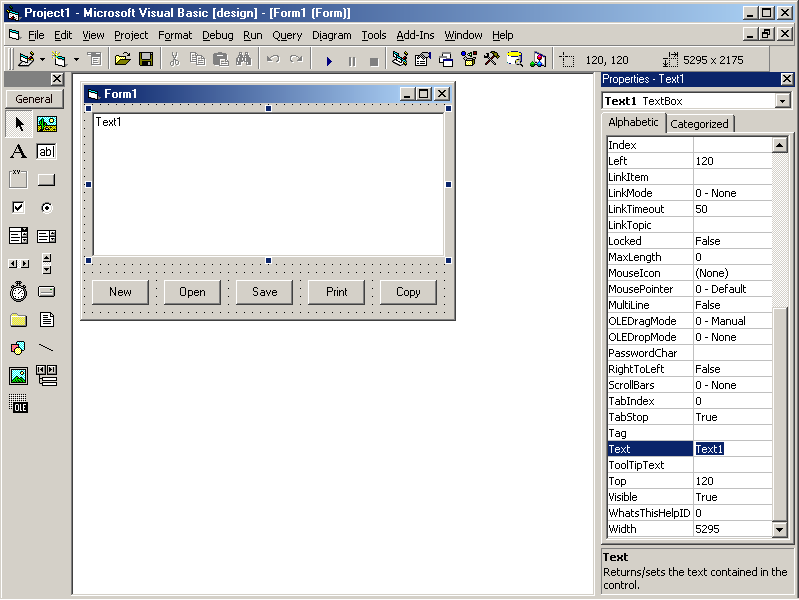 Project1 - Microsoft Visual Basic [design] - [Form1 (Form)]
File Edit View Project Format Debug Run Query Diagram Tools Add-Ins Window Help
120, 120 5295 x 2175
General
A ab|
xv
OLE
Form1
Text1
New Open Save Print Copy
Properties - Text1
Text1 TextBox
Alphabetic Categorized
Index
Left 120
LinkItem
LinkMode 0 - None
LinkTimeout 50
LinkTopic
Locked False
MaxLength 0
MouseIcon (None)
MousePointer 0 - Default
MultiLine False
OLEDragMode 0 - Manual
OLEDropMode 0 - None
PasswordChar
RightToLeft False
ScrollBars 0 - None
TabIndex 0
TabStop True
Tag
Text Text1
ToolTipText
Top 120
Visible True
WhatsThisHelpID 0
Width 5295
Text
Returns/sets the text contained in the
control.